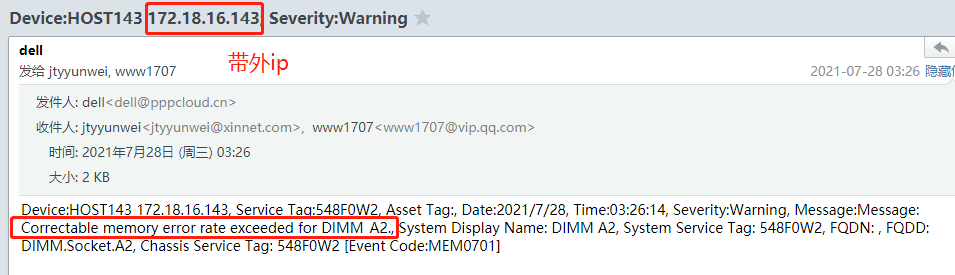 Device:HOST143 172.18.16.143, Severity:Warning
dell
发给 jtyyunwei, www1707
带外ip
2021-07-28 03:26 隐藏
发件人: dell<dell@pppcloud.cn>
收件人: jtyyunwei<jtyyunwei@xinnet.com>, www1707<www1707@vip.qq.com>
时间: 2021年7月28日 (周三) 03:26
大小: 2 KB
Device:HOST143 172.18.16.143, Service Tag:548F0W2, Asset Tag:, Date:2021/7/28, Time:03:26:14, Severity:Warning, Message:Message:
Correctable memory error rate exceeded for DIMM_A2., System Display Name: DIMM A2, System Service Tag: 548F0W2, FQDN: , FQDD:
DIMM.Socket.A2, Chassis Service Tag: 548F0W2 [Event Code:MEM0701]